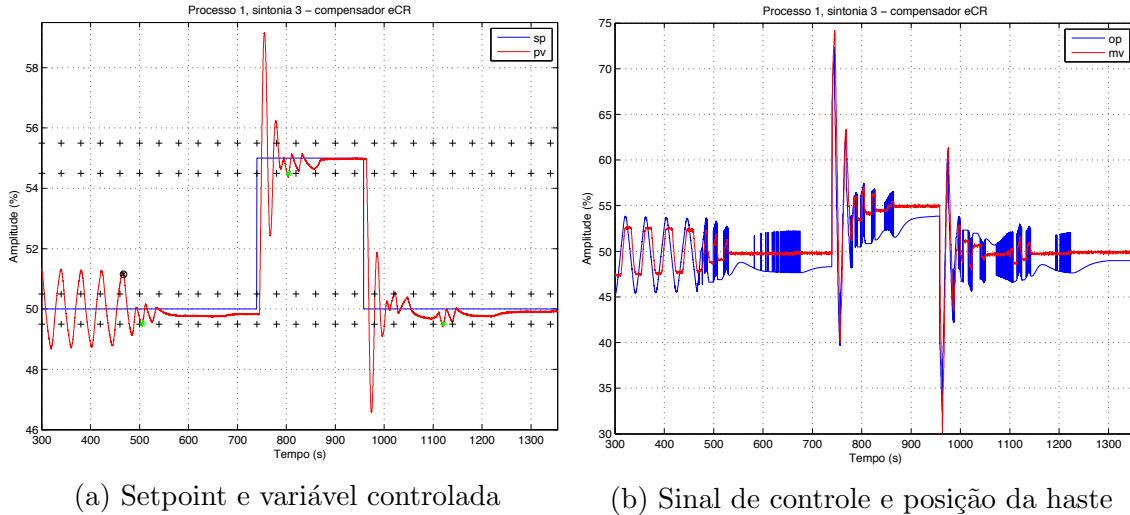 Processo 1, sintonia 3 – compensador eCR
sp
pv
Amplitude (%)
58
56
54
52
50
48
46
300 400 500 600 700 800 900 1000 1100 1200 1300
Tempo (s)
(a) Setpoint e variável controlada
Processo 1, sintonia 3 – compensador eCR
op
mv
Amplitude (%)
75
70
65
60
55
50
45
40
35
30
300 400 500 600 700 800 900 1000 1100 1200 1300
Tempo (s)
(b) Sinal de controle e posição da haste